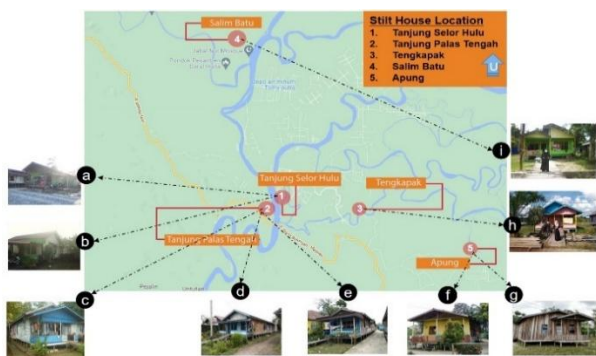 Stilt House Location
1. Tanjung Selor Hulu
2. Tanjung Palas Tengah
3. Tengkapak
4. Salim Batu
5. Apung
U
Salim Batu
4
i
a
Tanjung Selor Hulu
Tengkapak
1
2
3
h
b
Tanjung Palas Tengah
5
Apung
c
d
e
f
g